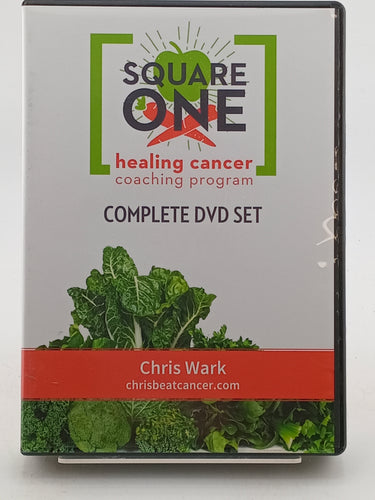 SQUARE
ONE
healing cancer
coaching program
COMPLETE DVD SET
Chris Wark
chrisbeatcancer.com